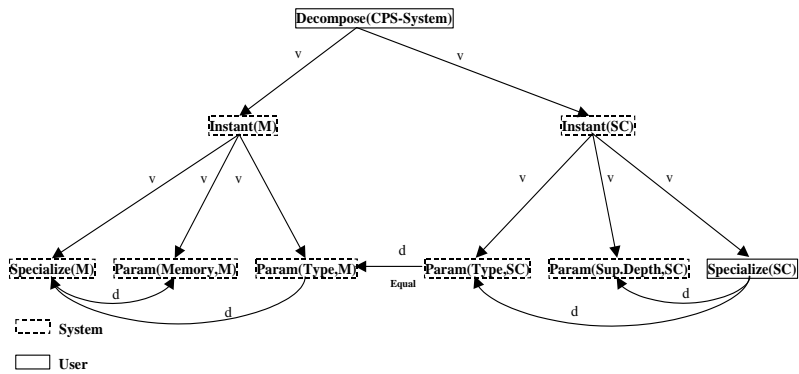 Decompose(CPS-System)
v
v
Instant(M)
Instant(SC)
v
v
v
v
v
v
Specialize(M)
Param(Memory,M)
Param(Type,M)
d
Equal
Param(Type,SC)
Param(Sup,Depth,SC)
Specialize(SC)
d
d
d
d
System
User